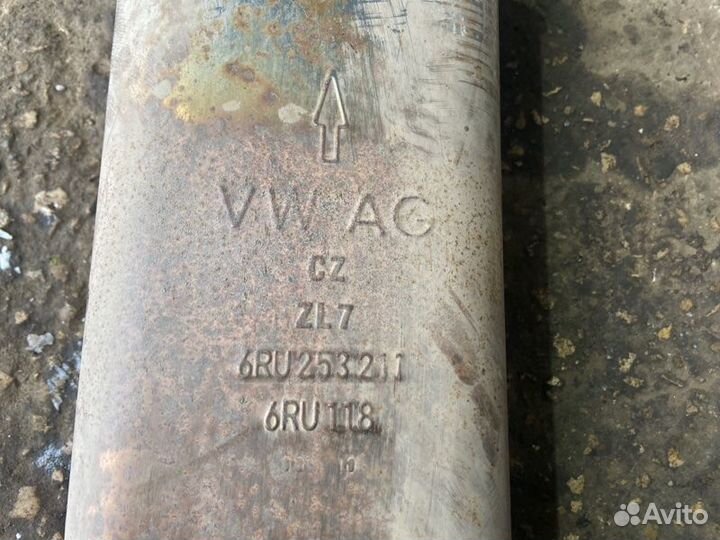 VW AG
CZ
ZL7
6RU 253 211
6RU 118
Avito